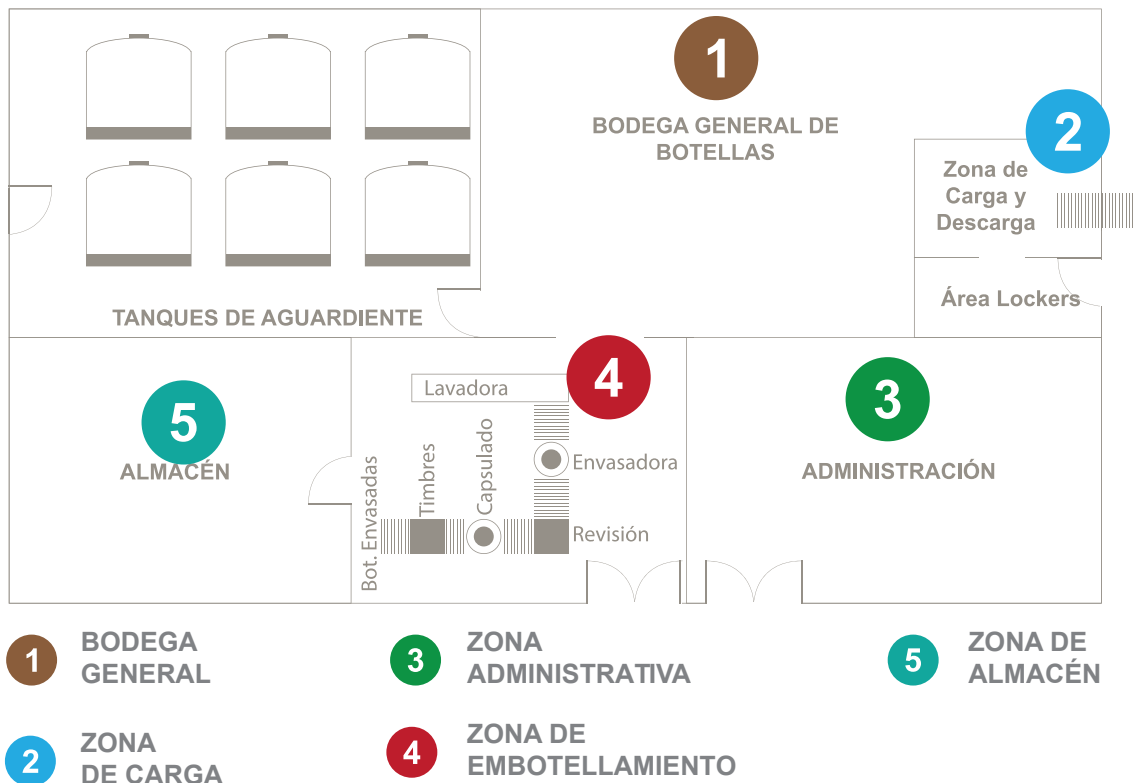 1
BODEGA GENERAL DE
BOTELLAS
2
Zona de
Carga y
Descarga
Área Lockers
TANQUES DE AGUARDIENTE
5
ALMACÉN
4
Lavadora
Envasadora
Revisión
Capsulado
Timbres
Bot. Envasadas
3
ADMINISTRACIÓN
1
BODEGA
GENERAL
2
ZONA
DE CARGA
3
ZONA
ADMINISTRATIVA
4
ZONA DE
EMBOTELLAMIENTO
5
ZONA DE
ALMACÉN